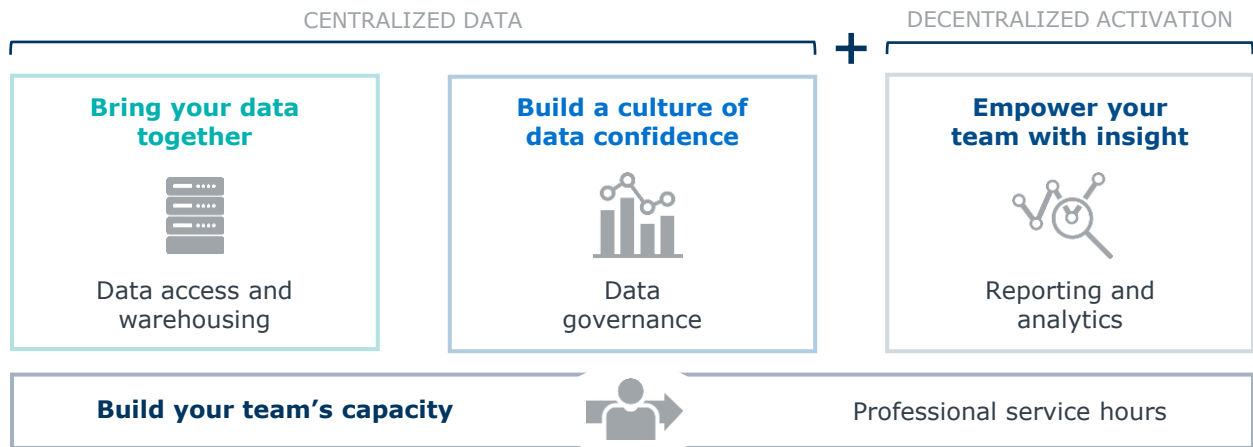 CENTRALIZED DATA
DECENTRALIZED ACTIVATION
+
Bring your data
together
Data access and
warehousing
Build a culture of
data confidence
Data
governance
Empower your
team with insight
Reporting and
analytics
Build your team’s capacity
Professional service hours